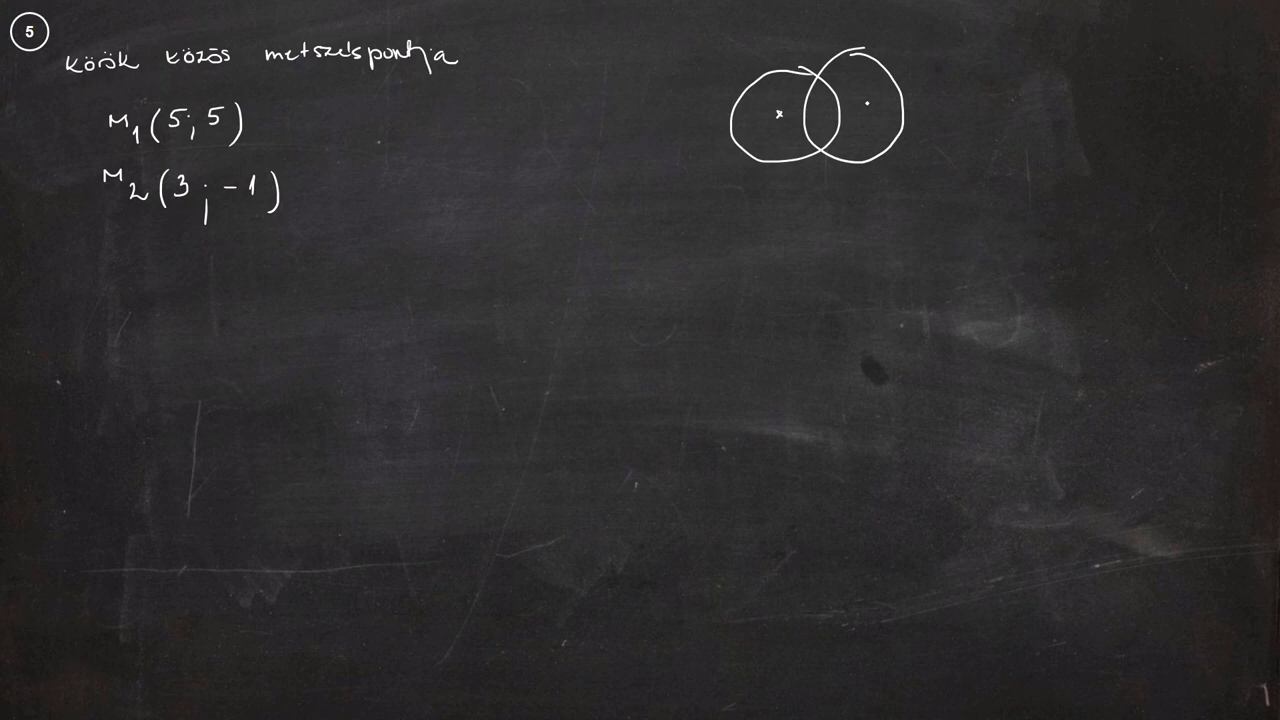 5
körök közös metszéspontja
M₁(5; 5)
M₂(3; -1)